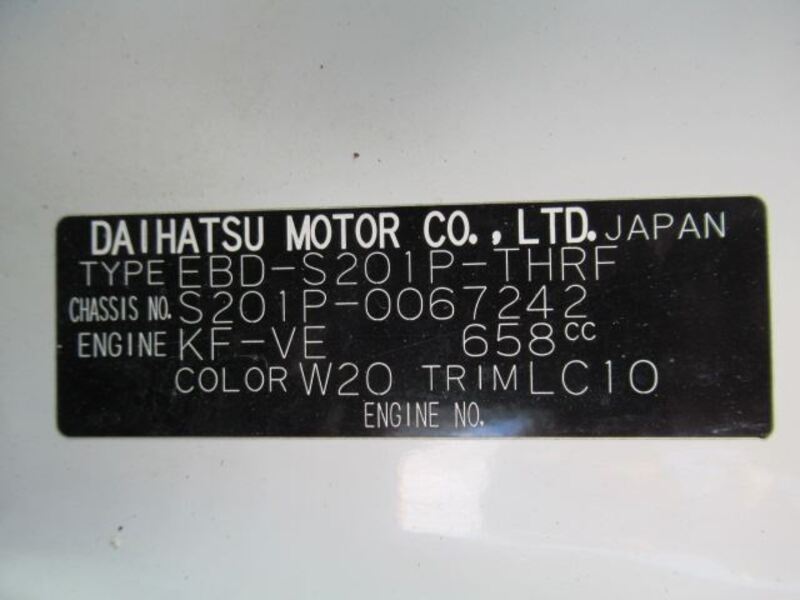 DAIHATSU MOTOR CO., LTD. JAPAN
TYPE EBD-S201P-THRF
CHASSIS NO. S201P-0067242
ENGINE KF-VE 658cc
COLOR W20 TRIM LC10
ENGINE NO.